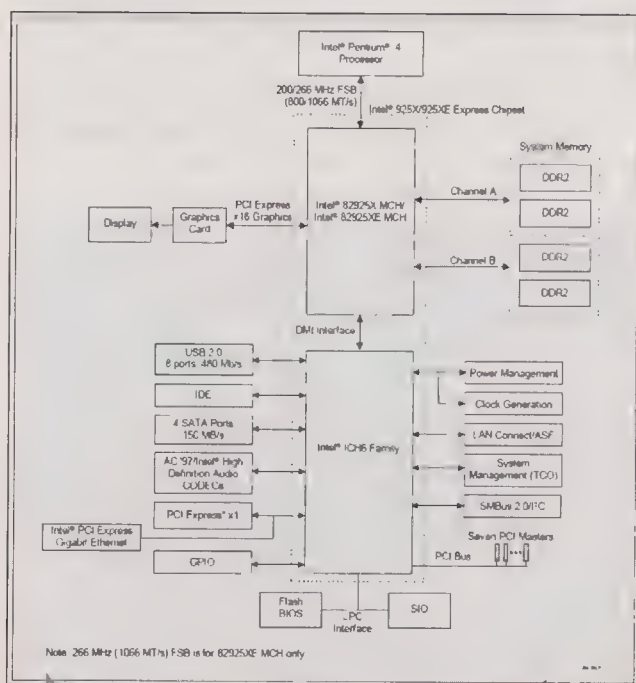 Intel® Pentium® 4
Processor
200/266 MHz FSB
(800/1066 MT/s)
Intel® 925X/925XE Express Chipset
System Memory
DDR2
DDR2
DDR2
DDR2
Channel A
Channel B
Intel® 82925X MCH/
Intel® 82925XE MCH
PCI Express
×16 Graphics
Graphics
Card
Display
DMI Interface
USB 2.0
8 ports, 480 Mb/s
IDE
4 SATA Ports
150 MB/s
AC '97/Intel® High
Definition Audio
CODECs
PCI Express* x1
Intel® PCI Express
Gigabit Ethernet
GPIO
Intel® ICH6 Family
Power Management
Clock Generation
LAN Connect/ASF
System
Management (TCO)
SMBus 2.0/I²C
Seven PCI Masters
PCI Bus
Flash
BIOS
LPC
Interface
SIO
Note: 266 MHz (1066 MT/s) FSB is for 82925XE MCH only